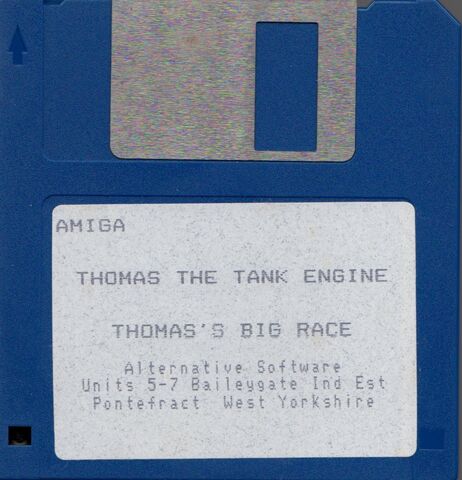 AMIGA
THOMAS THE TANK ENGINE
THOMAS'S BIG RACE
Alternative Software
Units 5-7 Baileygate Ind Est
Pontefract West Yorkshire